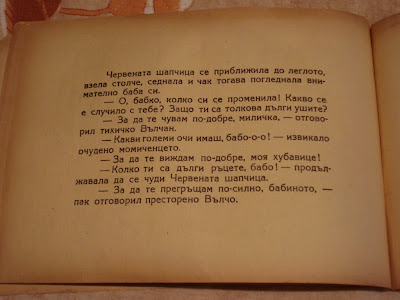 Червената шапчица се приближила до леглото,
взела столче, седнала и чак тогава погледнала вни-
мателно баба си.
— О, бабко, колко си се променила! Какво се
е случило с тебе? Защо ти са толкова дълги ушите?
— За да те чувам по-добре, миличка, — отгово-
рил тихичко Вълчан.
— Какви големи очи имаш, бабо-о-о! — извикало
очудено момиченцето.
— За да те виждам по-добре, моя хубавице!
— Колко ти са дълги ръцете, бабо! — продъл-
жавала да се чуди Червената шапчица.
— За да те прегръщам по-силно, бабиното, —
пак отговорил престорено Вълчо.